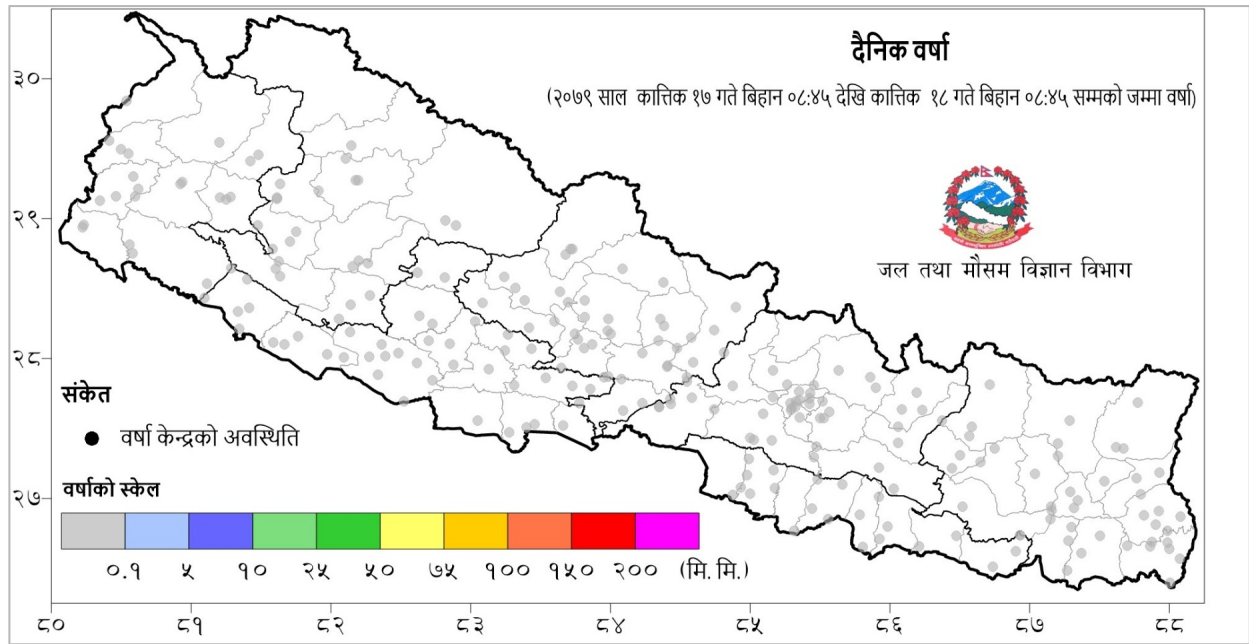 दैनिक वर्षा
(२०७९ साल कात्तिक १७ गते बिहान ०८:४५ देखि कात्तिक १८ गते बिहान ०८:४५ सम्मको जम्मा वर्षा)
जल तथा मौसम विज्ञान विभाग
३०
२९
२८
२७
संकेत
वर्षा केन्द्रको अवस्थिति
वर्षाको स्केल
०.१ ५ १० २५ ५० ७५ १०० १५० २०० (मि.मि.)
८० ८१ ८२ ८३ ८४ ८५ ८६ ८७ ८८